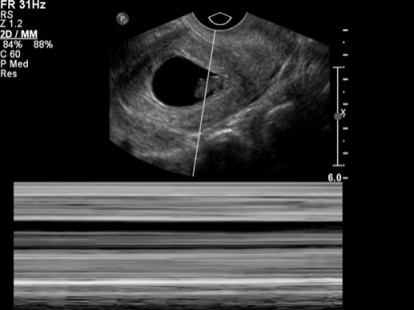 FR 31Hz
RS
Z 1.2
2D / MM
84% 88%
C 60
P Med
Res
P
X
6.0